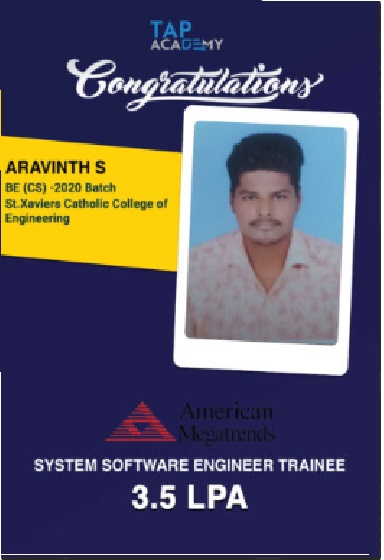 TAP
ACADEMY
Congratulations
ARAVINTH S
BE (CS) -2020 Batch
St.Xaviers Catholic College of
Engineering
American
Megatrends
SYSTEM SOFTWARE ENGINEER TRAINEE
3.5 LPA